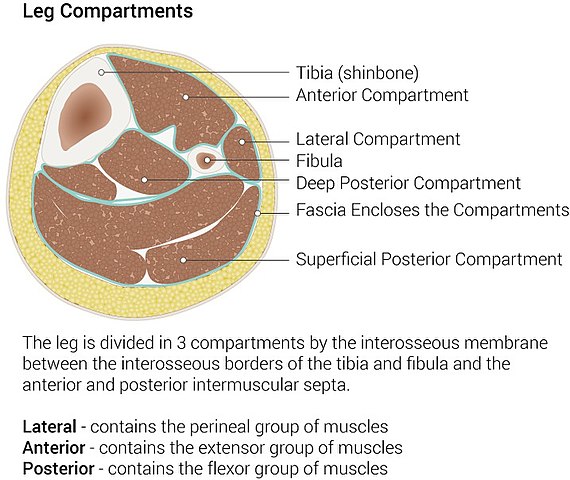 Leg Compartments
Tibia (shinbone)
Anterior Compartment
Lateral Compartment
Fibula
Deep Posterior Compartment
Fascia Encloses the Compartments
Superficial Posterior Compartment
The leg is divided in 3 compartments by the interosseous membrane
between the interosseous borders of the tibia and fibula and the
anterior and posterior intermuscular septa.
Lateral - contains the perineal group of muscles
Anterior - contains the extensor group of muscles
Posterior - contains the flexor group of muscles